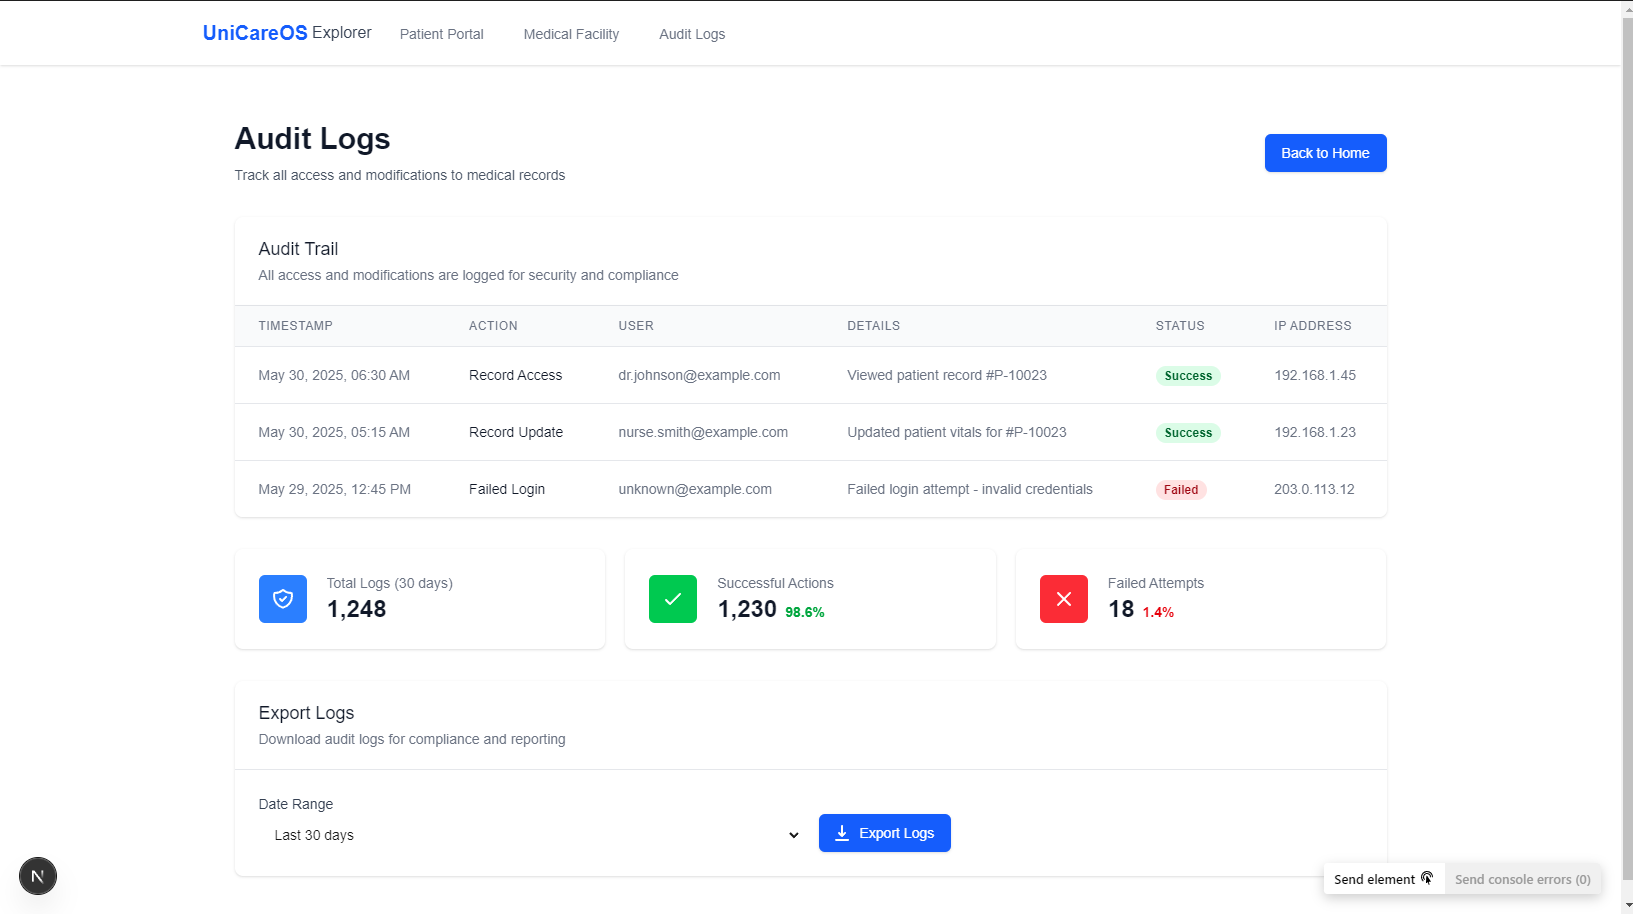 UniCareOS Explorer Patient Portal Medical Facility Audit Logs
Audit Logs
Back to Home
Track all access and modifications to medical records
Audit Trail
All access and modifications are logged for security and compliance
TIMESTAMP ACTION USER DETAILS STATUS IP ADDRESS
May 30, 2025, 06:30 AM Record Access dr.johnson@example.com Viewed patient record #P-10023 Success 192.168.1.45
May 30, 2025, 05:15 AM Record Update nurse.smith@example.com Updated patient vitals for #P-10023 Success 192.168.1.23
May 29, 2025, 12:45 PM Failed Login unknown@example.com Failed login attempt - invalid credentials Failed 203.0.113.12
Total Logs (30 days)
1,248
Successful Actions
1,230 98.6%
Failed Attempts
18 1.4%
Export Logs
Download audit logs for compliance and reporting
Date Range
Last 30 days
Export Logs
N
Send element Send console errors (0)